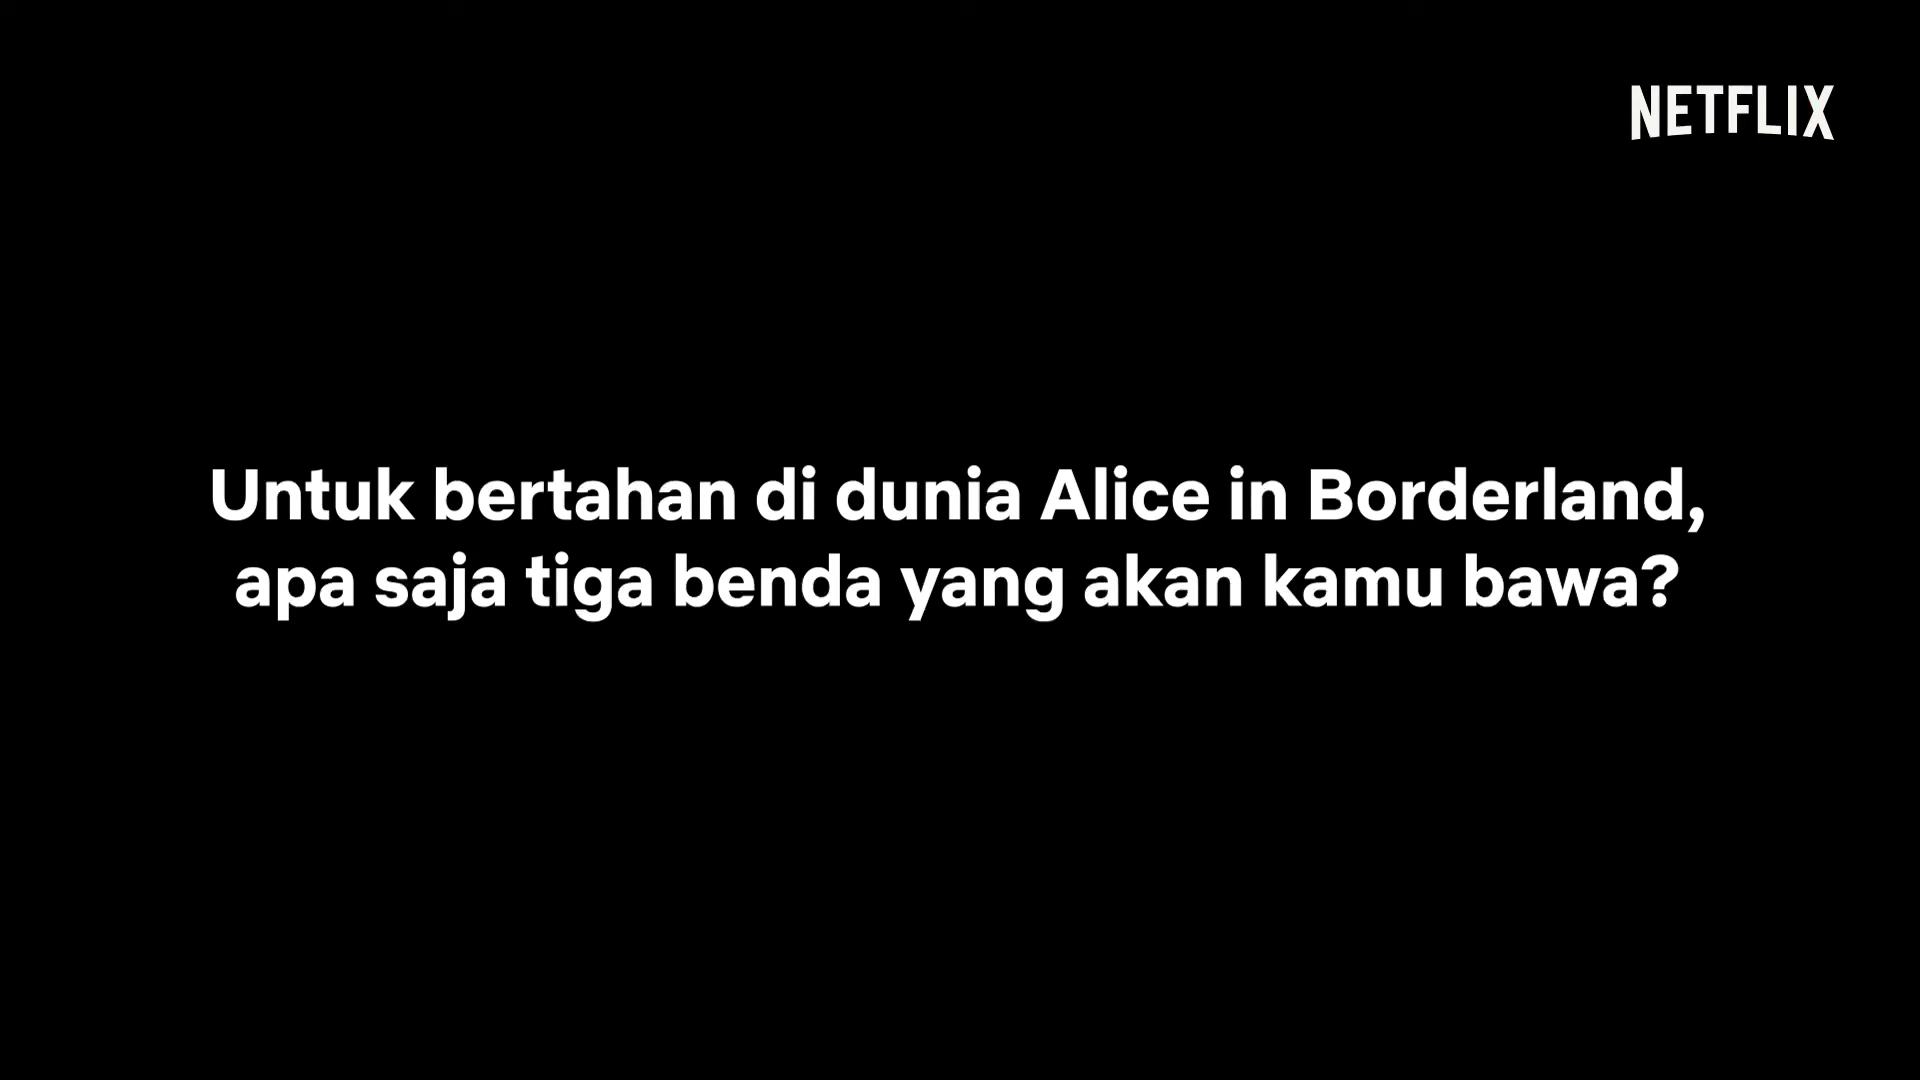 NETFLIX
Untuk bertahan di dunia Alice in Borderland,
apa saja tiga benda yang akan kamu bawa?